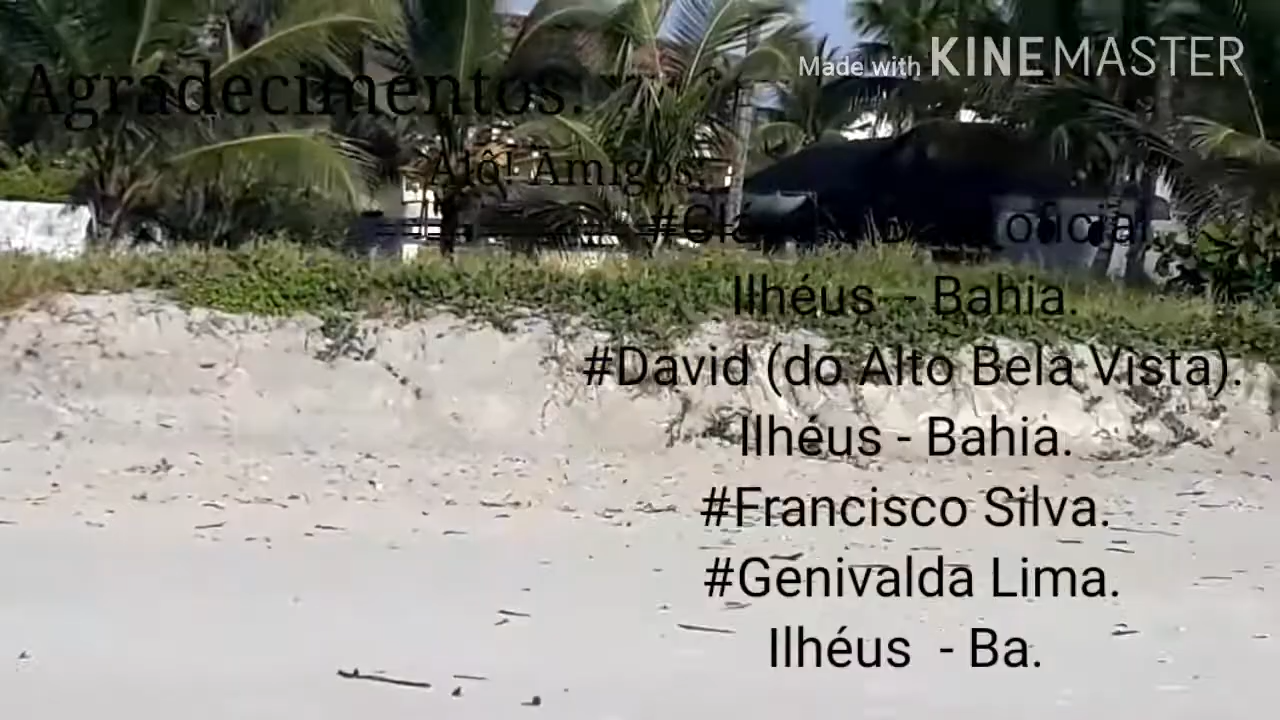 Made with KINEMASTER
Agradecimentos.
Alô! Amigos.
oficial
Ilhéus - Bahia.
#David (do Alto Bela Vista).
Ilhéus - Bahia.
#Francisco Silva.
#Genivalda Lima.
Ilhéus - Ba.